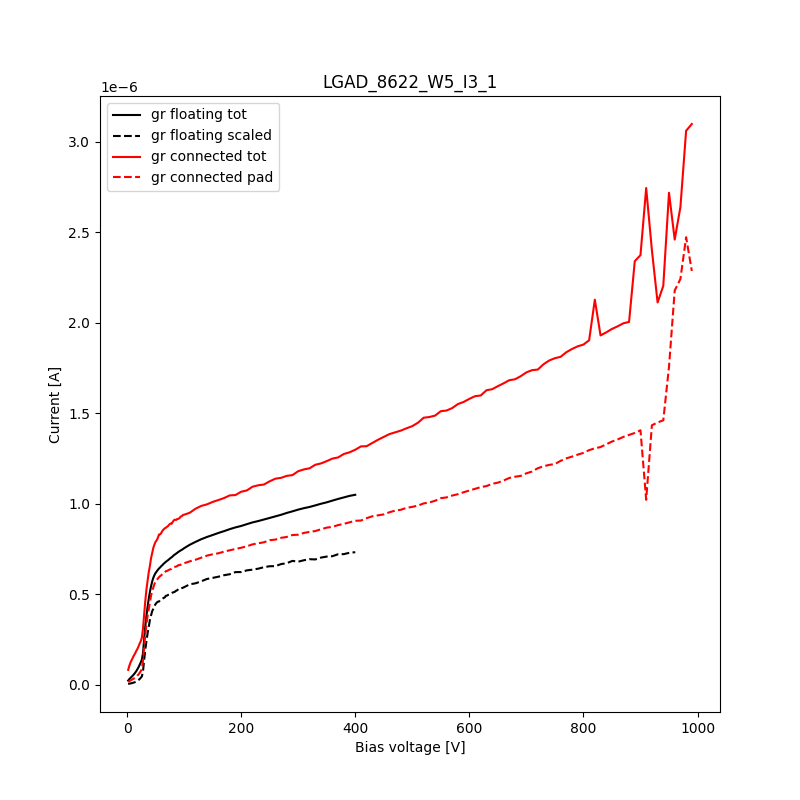 LGAD_8622_W5_I3_1
1e−6
gr floating tot
gr floating scaled
gr connected tot
gr connected pad
3.0
2.5
2.0
1.5
1.0
0.5
0.0
Current [A]
0 200 400 600 800 1000
Bias voltage [V]